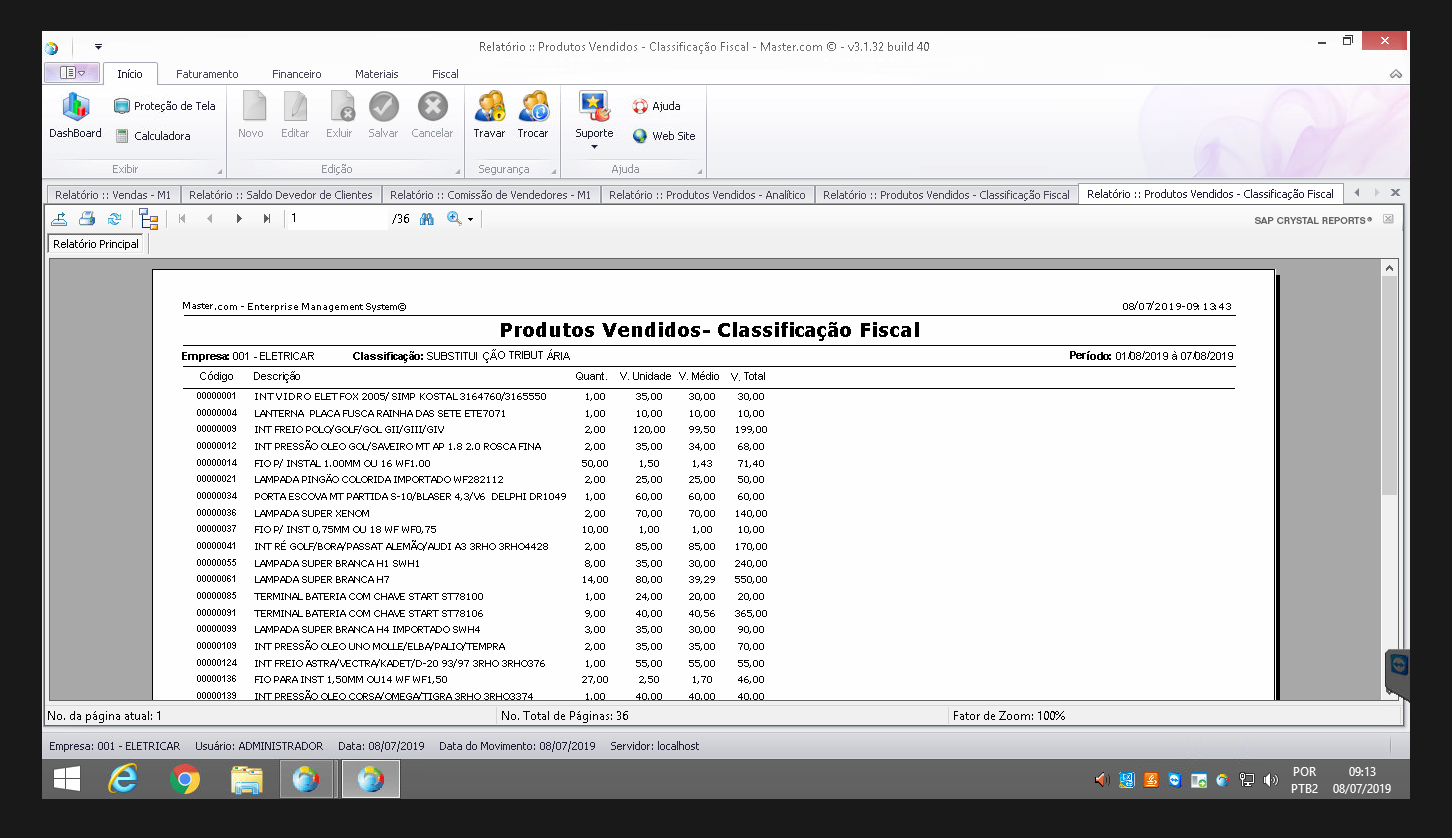 Relatório :: Produtos Vendidos - Classificação Fiscal - Master.com © - v3.1.32 build 40
Início Faturamento Financeiro Materiais Fiscal
DashBoard Proteção de Tela Calculadora Novo Editar Exluir Salvar Cancelar Travar Trocar Suporte Ajuda Web Site
Exibir Edição Segurança Ajuda
Relatório :: Vendas - M1 Relatório :: Saldo Devedor de Clientes Relatório :: Comissão de Vendedores - M1 Relatório :: Produtos Vendidos - Analítico Relatório :: Produtos Vendidos - Classificação Fiscal Relatório :: Produtos Vendidos - Classificação Fiscal
1 /36 SAP CRYSTAL REPORTS®
Relatório Principal
Master.com - Enterprise Management System© 08/07/2019-09:13:43
Produtos Vendidos- Classificação Fiscal
Empresa: 001 - ELETRICAR Classificação: SUBSTITUI ÇÃO TRIBUT ÁRIA Período: 01/08/2019 à 07/08/2019
Código Descrição Quant. V. Unidade V. Médio V. Total
00000001 INT VIDRO ELET FOX 2005/ SIMP KOSTAL 3164760/3165550 1,00 35,00 30,00 30,00
00000004 LANTERNA PLACA FUSCA RAINHA DAS SETE ETE7071 1,00 10,00 10,00 10,00
00000009 INT FREIO POLO/GOLF/GOL GII/GIII/GIV 2,00 120,00 99,50 199,00
00000012 INT PRESSÃO OLEO GOL/SAVEIRO MT AP 1.8 2.0 ROSCA FINA 2,00 35,00 34,00 68,00
00000014 FIO P/ INSTAL 1.00MM OU 16 WF1.00 50,00 1,50 1,43 71,40
00000021 LAMPADA PINGÃO COLORIDA IMPORTADO WF282112 2,00 25,00 25,00 50,00
00000034 PORTA ESCOVA MT PARTIDA S-10/BLASER 4,3/V6 DELPHI DR1049 1,00 60,00 60,00 60,00
00000036 LAMPADA SUPER XENOM 2,00 70,00 70,00 140,00
00000037 FIO P/ INST 0,75MM OU 18 WF WF0,75 10,00 1,00 1,00 10,00
00000041 INT RÉ GOLF/BORA/PASSAT ALEMÃO/AUDI A3 3RHO 3RHO4428 2,00 85,00 85,00 170,00
00000055 LAMPADA SUPER BRANCA H1 SWH1 8,00 35,00 30,00 240,00
00000061 LAMPADA SUPER BRANCA H7 14,00 80,00 39,29 550,00
00000085 TERMINAL BATERIA COM CHAVE START ST78100 1,00 24,00 20,00 20,00
00000091 TERMINAL BATERIA COM CHAVE START ST78106 9,00 40,00 40,56 365,00
00000099 LAMPADA SUPER BRANCA H4 IMPORTADO SWH4 3,00 35,00 30,00 90,00
00000109 INT PRESSÃO OLEO UNO MOLLE/ELBA/PALIO/TEMPRA 2,00 35,00 35,00 70,00
00000124 INT FREIO ASTRA/VECTRA/KADET/D-20 93/97 3RHO 3RHO376 1,00 55,00 55,00 55,00
00000136 FIO PARA INST 1,50MM OU14 WF WF1,50 27,00 2,50 1,70 46,00
00000139 INT PRESSÃO OLEO CORSA/OMEGA/TIGRA 3RHO 3RHO3374 1,00 40,00 40,00 40,00
No. da página atual: 1 No. Total de Páginas: 36 Fator de Zoom: 100%
Empresa: 001 - ELETRICAR Usuário: ADMINISTRADOR Data: 08/07/2019 Data do Movimento: 08/07/2019 Servidor: localhost
POR 09:13
PTB2 08/07/2019